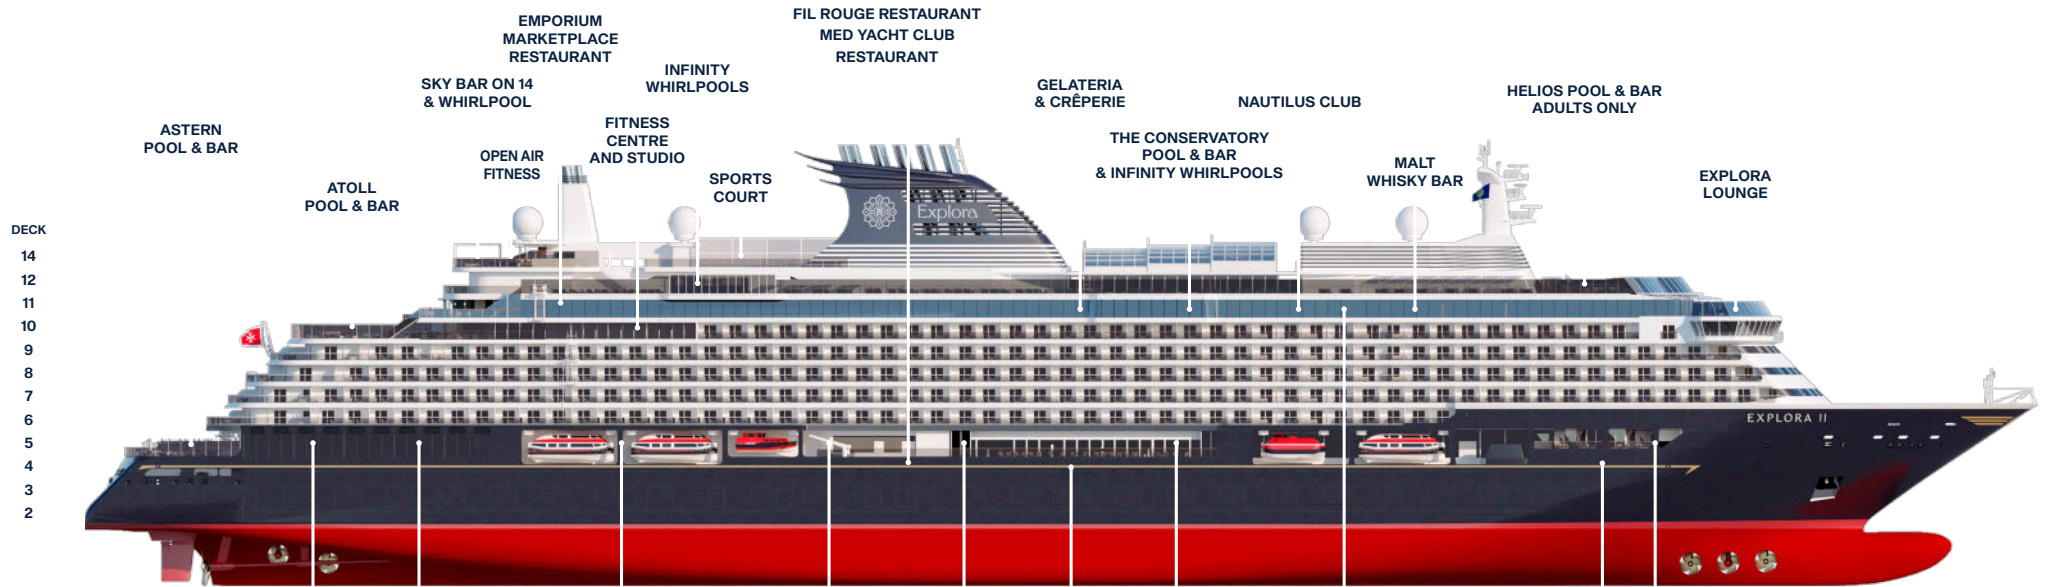 EMPORIUM
MARKETPLACE
RESTAURANT
FIL ROUGE RESTAURANT
MED YACHT CLUB
RESTAURANT
SKY BAR ON 14
& WHIRLPOOL
INFINITY
WHIRLPOOLS
GELATERIA
& CRÊPERIE
NAUTILUS CLUB
HELIOS POOL & BAR
ADULTS ONLY
ASTERN
POOL & BAR
FITNESS
CENTRE
AND STUDIO
THE CONSERVATORY
POOL & BAR
& INFINITY WHIRLPOOLS
OPEN AIR
FITNESS
MALT
WHISKY BAR
ATOLL
POOL & BAR
SPORTS
COURT
EXPLORA
LOUNGE
Explora
DECK
14
12
11
10
9
8
7
6
5
4
3
2
EXPLORA II